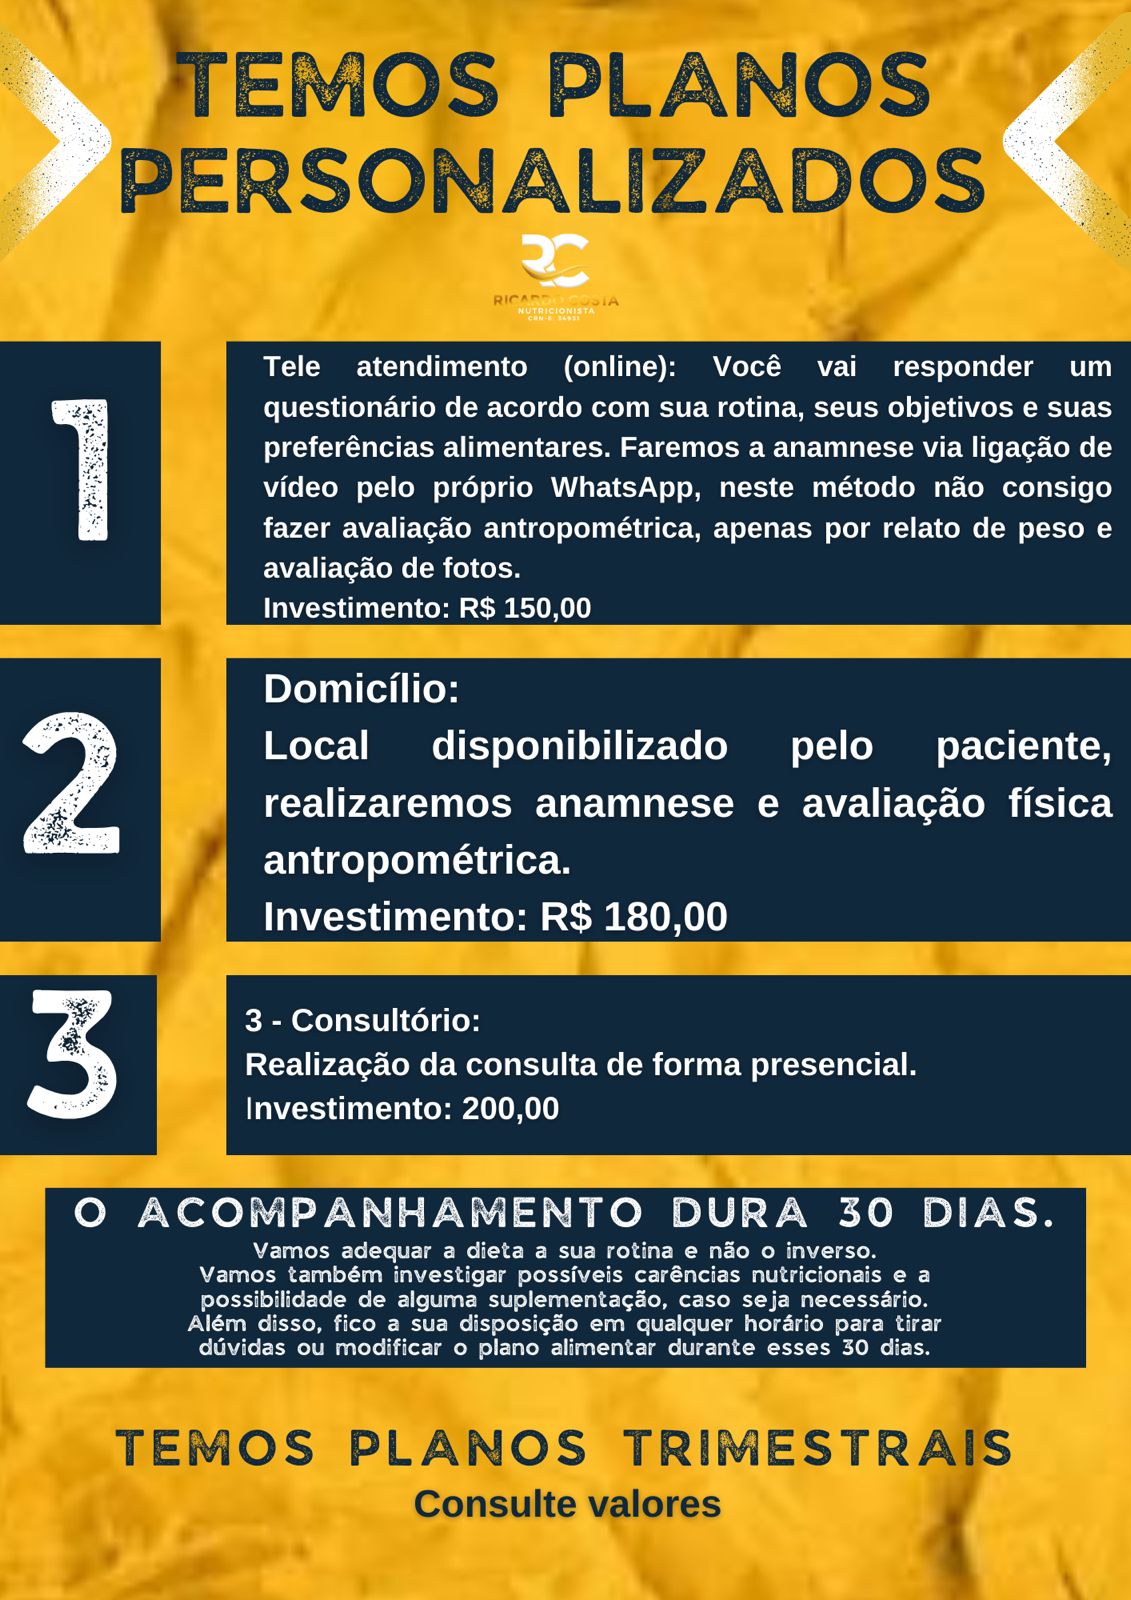 TEMOS PLANOS
PERSONALIZADOS
RC
RICARDO COSTA
NUTRICIONISTA
1
Tele atendimento (online): Você vai responder um
questionário de acordo com sua rotina, seus objetivos e suas
preferências alimentares. Faremos a anamnese via ligação de
vídeo pelo próprio WhatsApp, neste método não consigo
fazer avaliação antropométrica, apenas por relato de peso e
avaliação de fotos.
Investimento: R$ 150,00
2
Domicílio:
Local disponibilizado pelo paciente,
realizaremos anamnese e avaliação física
antropométrica.
Investimento: R$ 180,00
3
3 - Consultório:
Realização da consulta de forma presencial.
Investimento: 200,00
O ACOMPANHAMENTO DURA 30 DIAS.
Vamos adequar a dieta a sua rotina e não o inverso.
Vamos também investigar possíveis carências nutricionais e a
possibilidade de alguma suplementação, caso seja necessário.
Além disso, fico a sua disposição em qualquer horário para tirar
dúvidas ou modificar o plano alimentar durante esses 30 dias.
TEMOS PLANOS TRIMESTRAIS
Consulte valores